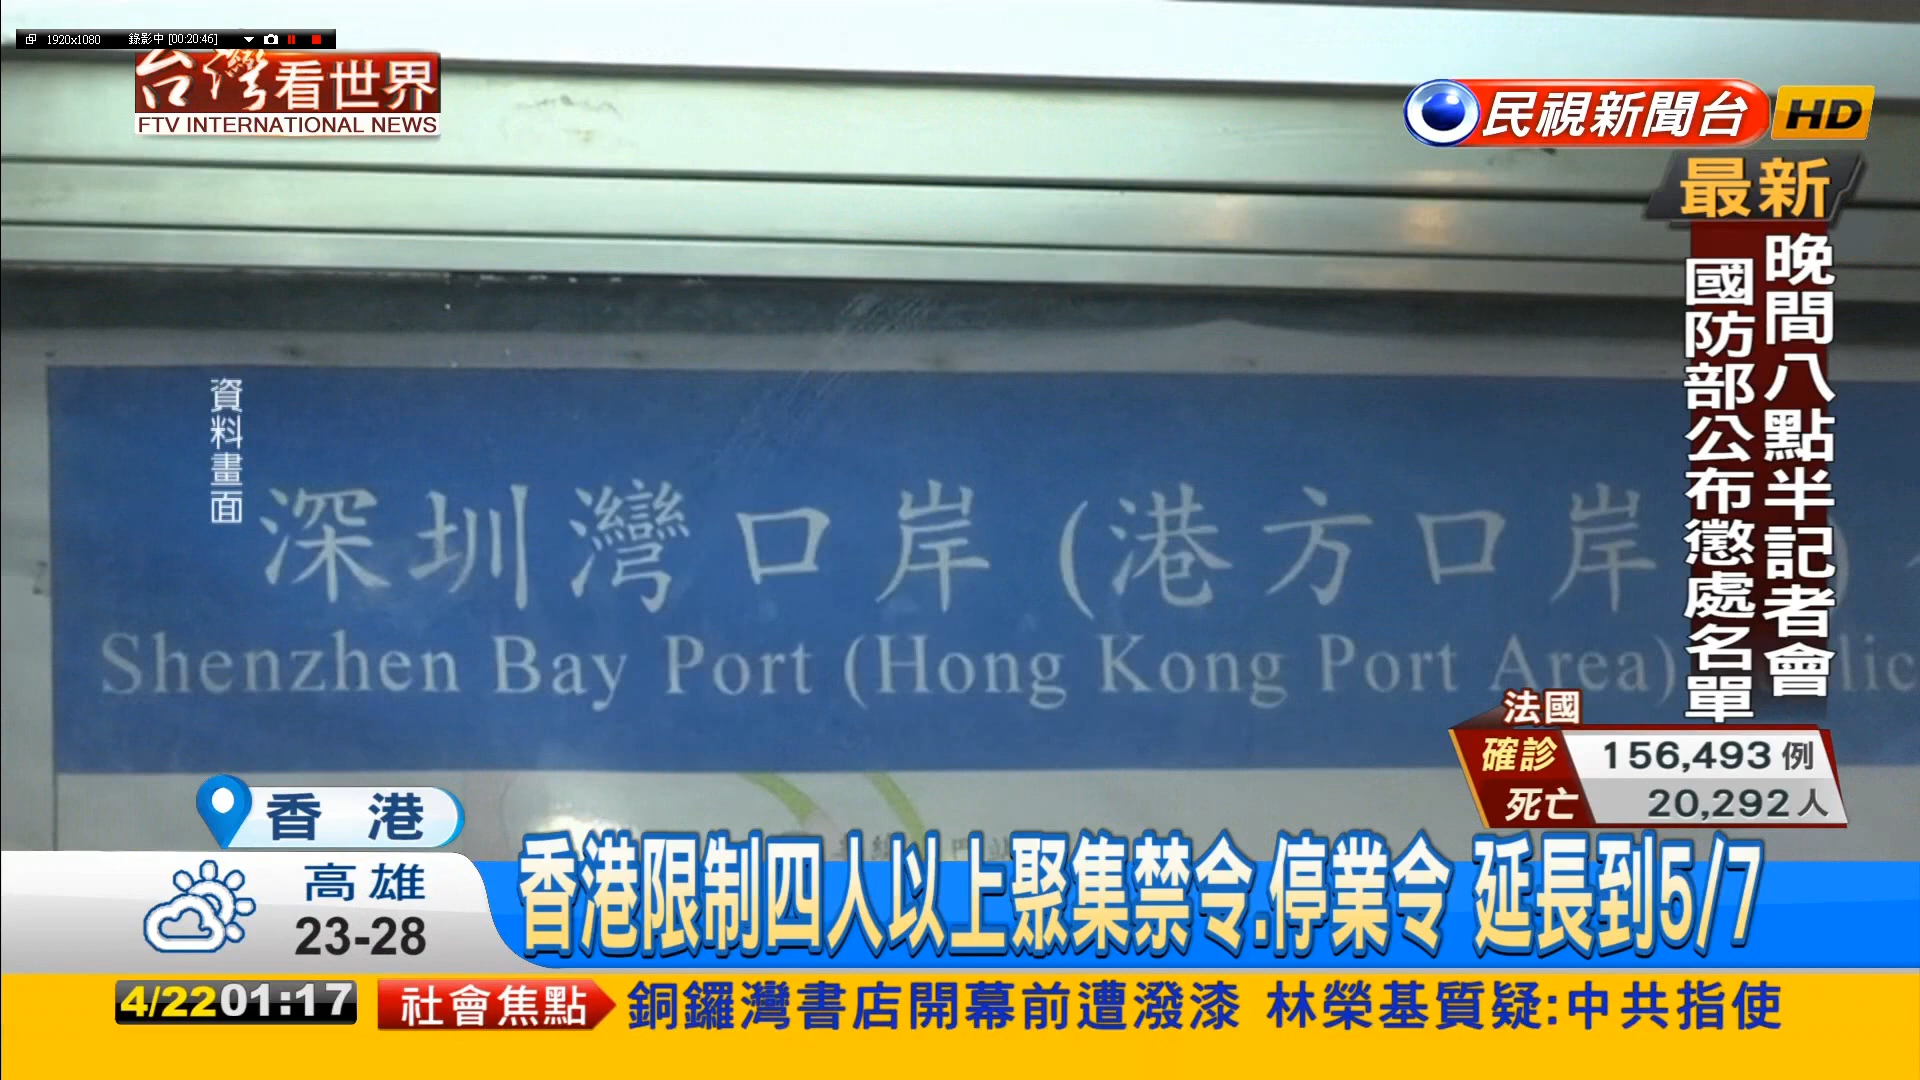 1920x1080 錄影中 [00:20:46]
台灣看世界
FTV INTERNATIONAL NEWS
民視新聞台 HD
最新
晚間八點半記者會
國防部公布懲處名單
資料畫面
深圳灣口岸 (港方口岸
Shenzhen Bay Port (Hong Kong Port Area)
法國
確診 156,493 例
死亡 20,292 人
香港
高雄
23-28
香港限制四人以上聚集禁令.停業令 延長到5/7
4/22 01:17
社會焦點
銅鑼灣書店開幕前遭潑漆 林榮基質疑:中共指使